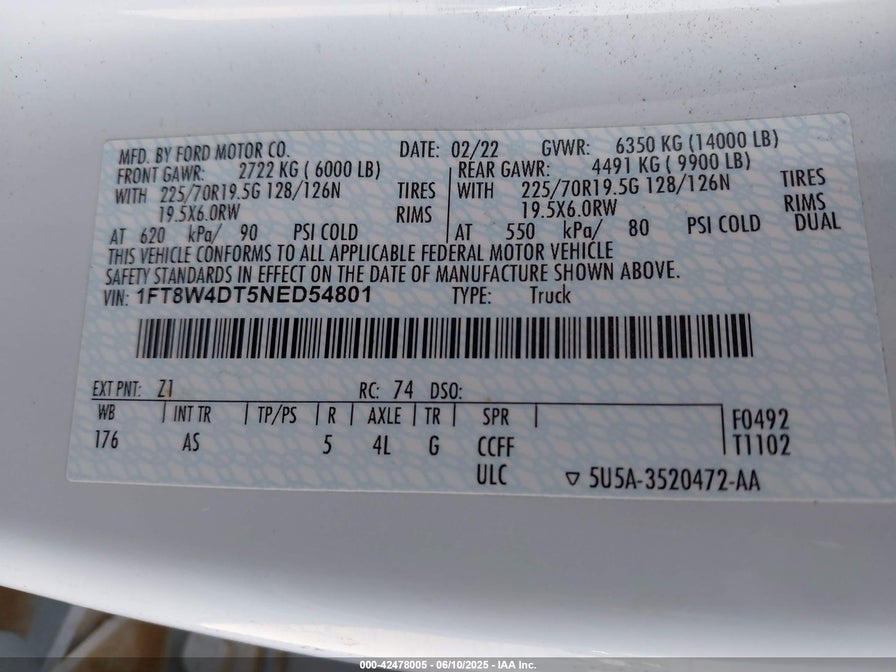 MFD. BY FORD MOTOR CO. DATE: 02/22 GVWR: 6350 KG (14000 LB)
FRONT GAWR: 2722 KG ( 6000 LB) REAR GAWR: 4491 KG ( 9900 LB)
WITH 225/70R19.5G 128/126N TIRES WITH 225/70R19.5G 128/126N TIRES
19.5X6.0RW RIMS 19.5X6.0RW RIMS
AT 620 kPa/ 90 PSI COLD AT 550 kPa/ 80 PSI COLD DUAL
THIS VEHICLE CONFORMS TO ALL APPLICABLE FEDERAL MOTOR VEHICLE
SAFETY STANDARDS IN EFFECT ON THE DATE OF MANUFACTURE SHOWN ABOVE.
VIN: 1FT8W4DT5NED54801 TYPE: Truck
EXT PNT: Z1 RC: 74 DSO:
WB INT TR TP/PS R AXLE TR SPR F0492
176 AS 5 4L G CCFF T1102
ULC ▽ 5U5A-3520472-AA
000-42478005 - 06/10/2025 - IAA Inc.